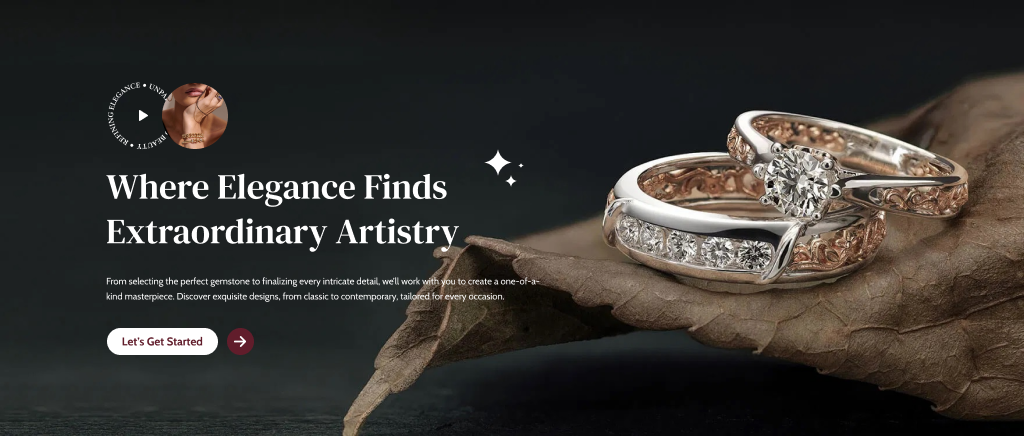 REFINING ELEGANCE • UNPA
BEAUTY •
Where Elegance Finds
Extraordinary Artistry
From selecting the perfect gemstone to finalizing every intricate detail, we'll work with you to create a one-of-a-
kind masterpiece. Discover exquisite designs, from classic to contemporary, tailored for every occasion.
Let's Get Started